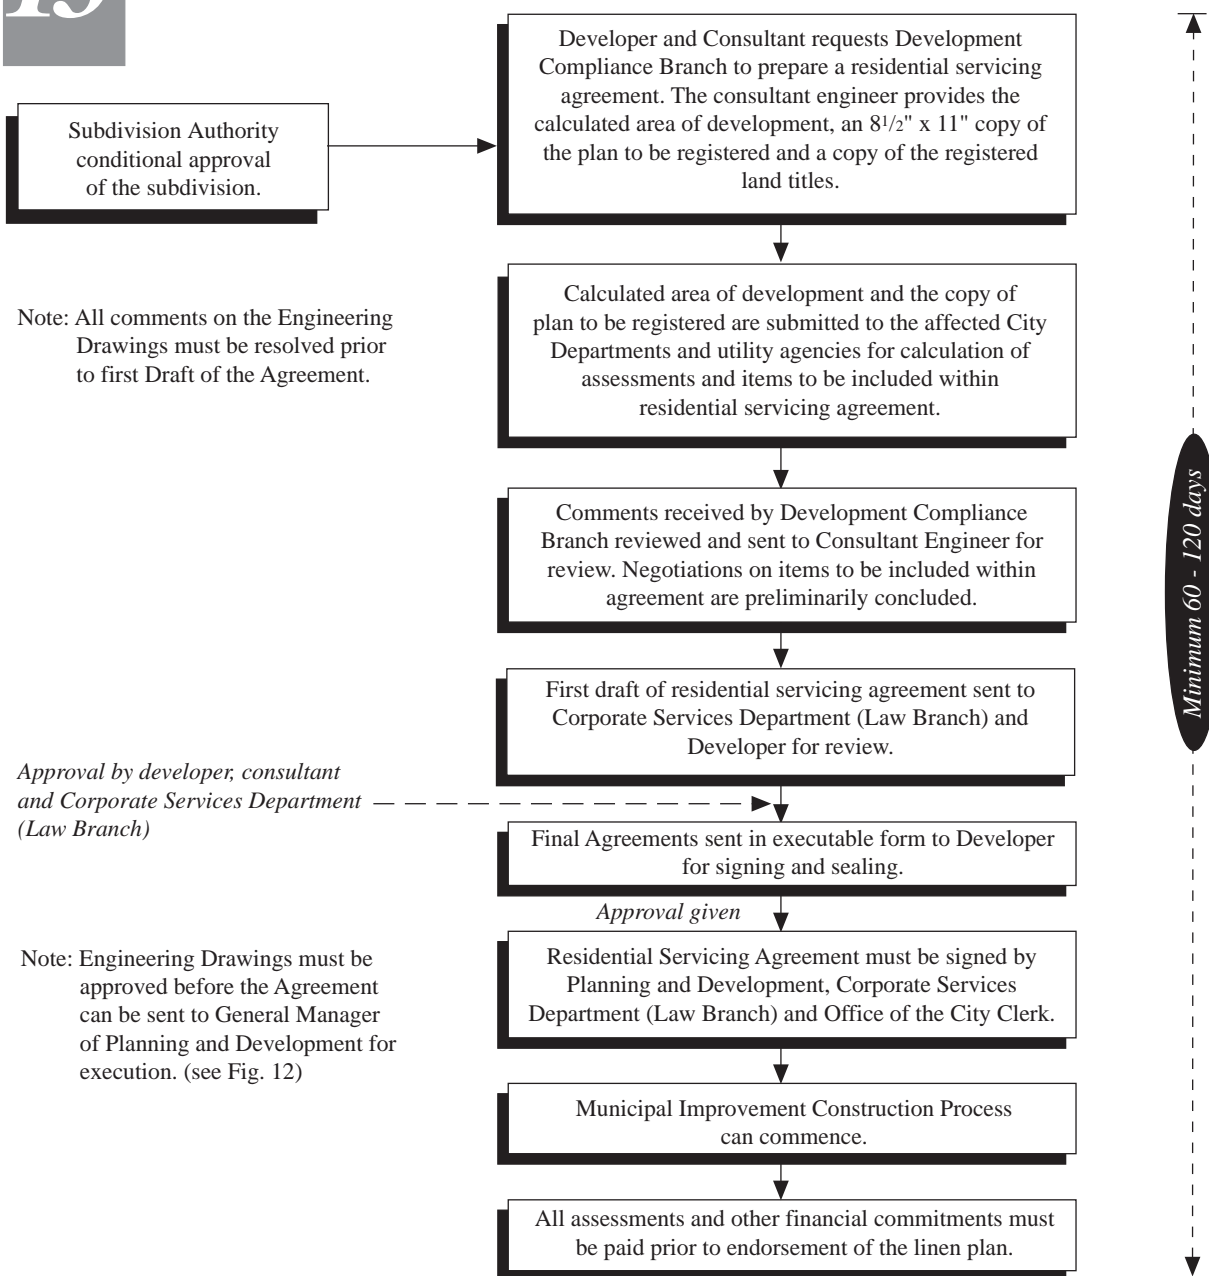 Developer and Consultant requests Development
Compliance Branch to prepare a residential servicing
agreement. The consultant engineer provides the
calculated area of development, an 8 1/2" x 11" copy of
the plan to be registered and a copy of the registered
land titles.
Subdivision Authority
conditional approval
of the subdivision.
Calculated area of development and the copy of
plan to be registered are submitted to the affected City
Departments and utility agencies for calculation of
assessments and items to be included within
residential servicing agreement.
Note: All comments on the Engineering
Drawings must be resolved prior
to first Draft of the Agreement.
Comments received by Development Compliance
Branch reviewed and sent to Consultant Engineer for
review. Negotiations on items to be included within
agreement are preliminarily concluded.
Minimum 60 - 120 days
First draft of residential servicing agreement sent to
Corporate Services Department (Law Branch) and
Developer for review.
Approval by developer, consultant
and Corporate Services Department
(Law Branch)
Final Agreements sent in executable form to Developer
for signing and sealing.
Approval given
Residential Servicing Agreement must be signed by
Planning and Development, Corporate Services
Department (Law Branch) and Office of the City Clerk.
Note: Engineering Drawings must be
approved before the Agreement
can be sent to General Manager
of Planning and Development for
execution. (see Fig. 12)
Municipal Improvement Construction Process
can commence.
All assessments and other financial commitments must
be paid prior to endorsement of the linen plan.